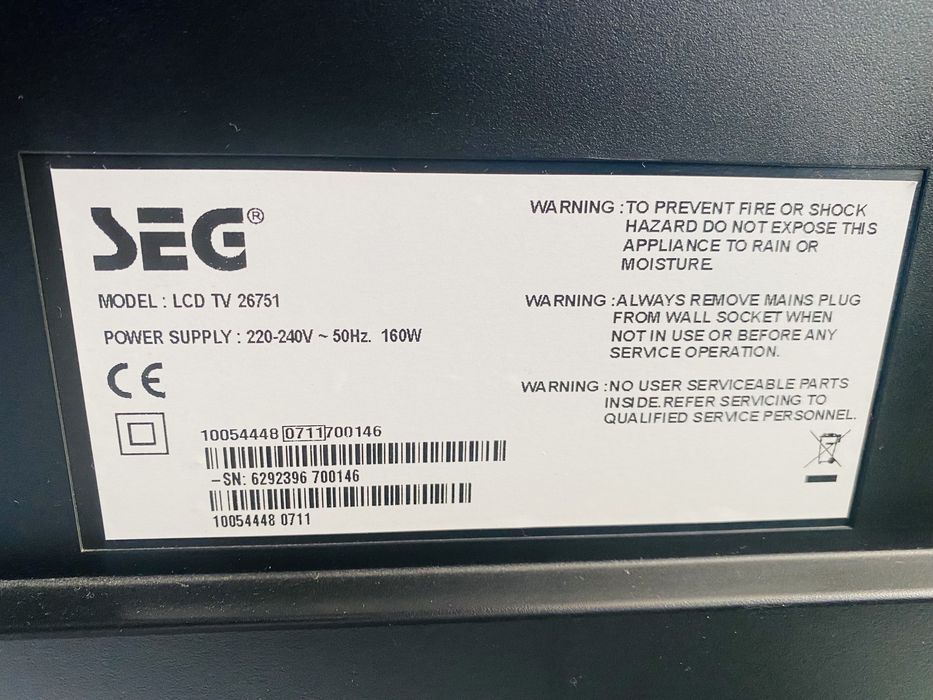 SEG®
MODEL : LCD TV 26751
POWER SUPPLY : 220-240V ~ 50Hz. 160W
CE
10054448 0711 700146
-SN: 6292396 700146
10054448 0711
WARNING :TO PREVENT FIRE OR SHOCK
HAZARD DO NOT EXPOSE THIS
APPLIANCE TO RAIN OR
MOISTURE.
WARNING :ALWAYS REMOVE MAINS PLUG
FROM WALL SOCKET WHEN
NOT IN USE OR BEFORE ANY
SERVICE OPERATION.
WARNING :NO USER SERVICEABLE PARTS
INSIDE.REFER SERVICING TO
QUALIFIED SERVICE PERSONNEL.